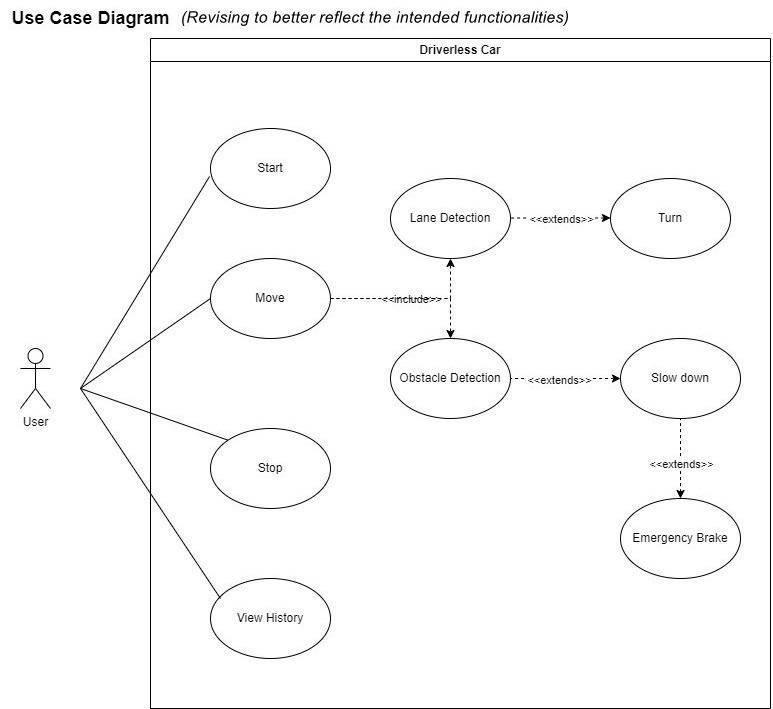 Use Case Diagram (Revising to better reflect the intended functionalities)
Driverless Car
Start
Lane Detection
<<extends>>
Turn
Move
<<include>>
Obstacle Detection
<<extends>>
Slow down
User
Stop
<<extends>>
Emergency Brake
View History